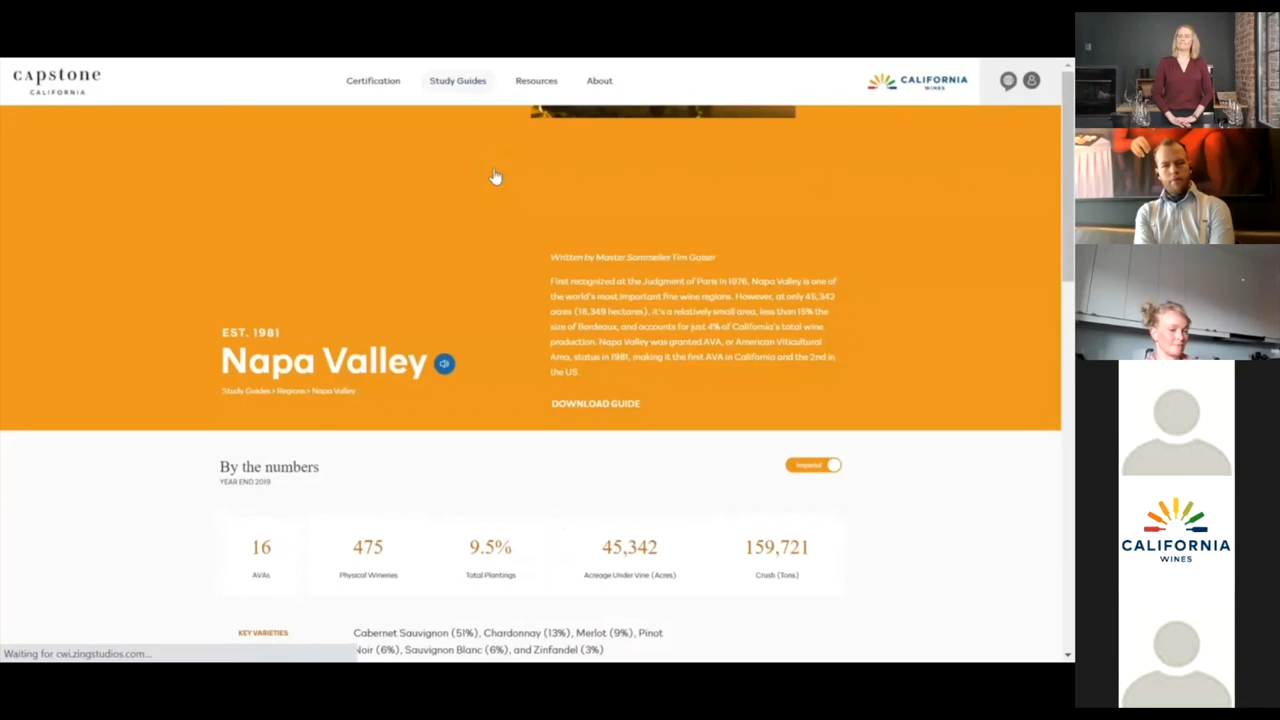 CAPSTONE
CALIFORNIA
Certification
Study Guides
Resources
About
CALIFORNIA
WINES
Written by Master Sommelier Tim Gaiser
First recognized at the Judgment of Paris in 1976, Napa Valley is one of
the world's most important fine wine regions. However, at only 45,342
acres (18,349 hectares), it's a relatively small area, less than 15% the
size of Bordeaux, and accounts for just 4% of California's total wine
production. Napa Valley was granted AVA, or American Viticultural
Area, status in 1981, making it the first AVA in California and the 2nd in
the US.
DOWNLOAD GUIDE
EST. 1981
Napa Valley
Study Guides > Regions > Napa Valley
By the numbers
YEAR END 2019
Imperial
16
AVAs
475
Physical Wineries
9.5%
Total Plantings
45,342
Acreage Under Vine (Acres)
159,721
Crush (Tons)
KEY VARIETIES
Cabernet Sauvignon (51%), Chardonnay (13%), Merlot (9%), Pinot
Noir (6%), Sauvignon Blanc (6%), and Zinfandel (3%)
Waiting for cwi.zingstudios.com...
CALIFORNIA
WINES